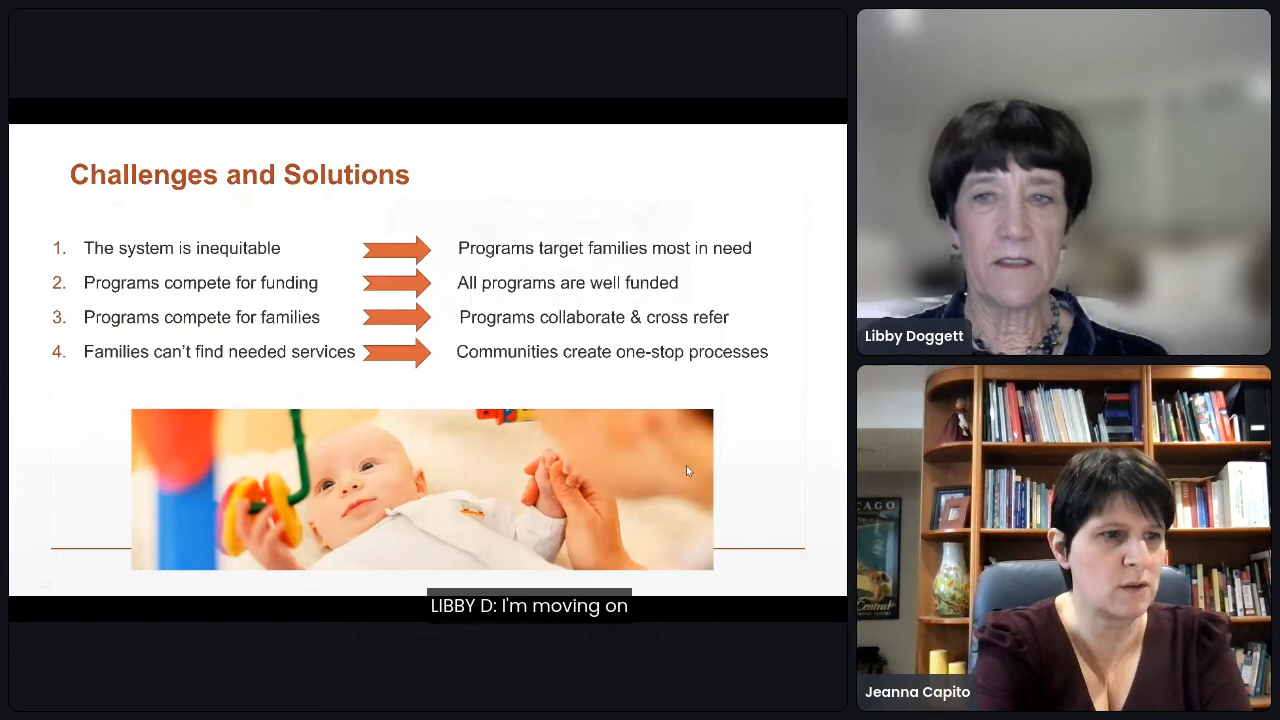 Challenges and Solutions
1. The system is inequitable Programs target families most in need
2. Programs compete for funding All programs are well funded
3. Programs compete for families Programs collaborate & cross refer
4. Families can't find needed services Communities create one-stop processes
LIBBY D: I'm moving on
Libby Doggett
CAGO
Central
Jeanna Capito